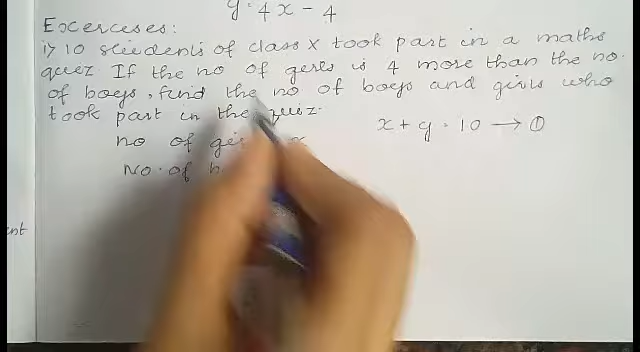 y = 4x - 4
Excercises:
1) 10 students of class X took part in a maths
quiz. If the no of girls is 4 more than the no.
of boys, find the no of boys and girls who
took part in the quiz.
no of x
x + y = 10 → ①
No. of